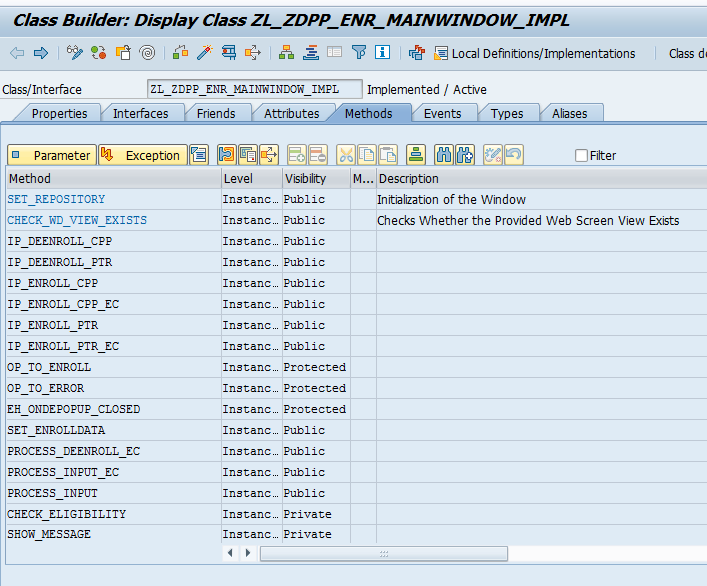 Class Builder: Display Class ZL_ZDPP_ENR_MAINWINDOW_IMPL
Local Definitions/Implementations Class de
Class/Interface ZL_ZDPP_ENR_MAINWINDOW_IMPL Implemented / Active
Properties Interfaces Friends Attributes Methods Events Types Aliases
Parameter Exception Filter
Method Level Visibility M... Description
SET_REPOSITORY Instanc… Public Initialization of the Window
CHECK_WD_VIEW_EXISTS Instanc… Public Checks Whether the Provided Web Screen View Exists
IP_DEENROLL_CPP Instanc… Public
IP_DEENROLL_PTR Instanc… Public
IP_ENROLL_CPP Instanc… Public
IP_ENROLL_CPP_EC Instanc… Public
IP_ENROLL_PTR Instanc… Public
IP_ENROLL_PTR_EC Instanc… Public
OP_TO_ENROLL Instanc… Protected
OP_TO_ERROR Instanc… Protected
EH_ONDEPOPUP_CLOSED Instanc… Protected
SET_ENROLLDATA Instanc… Public
PROCESS_DEENROLL_EC Instanc… Public
PROCESS_INPUT_EC Instanc… Public
PROCESS_INPUT Instanc… Public
CHECK_ELIGIBILITY Instanc… Private
SHOW_MESSAGE Instanc… Private